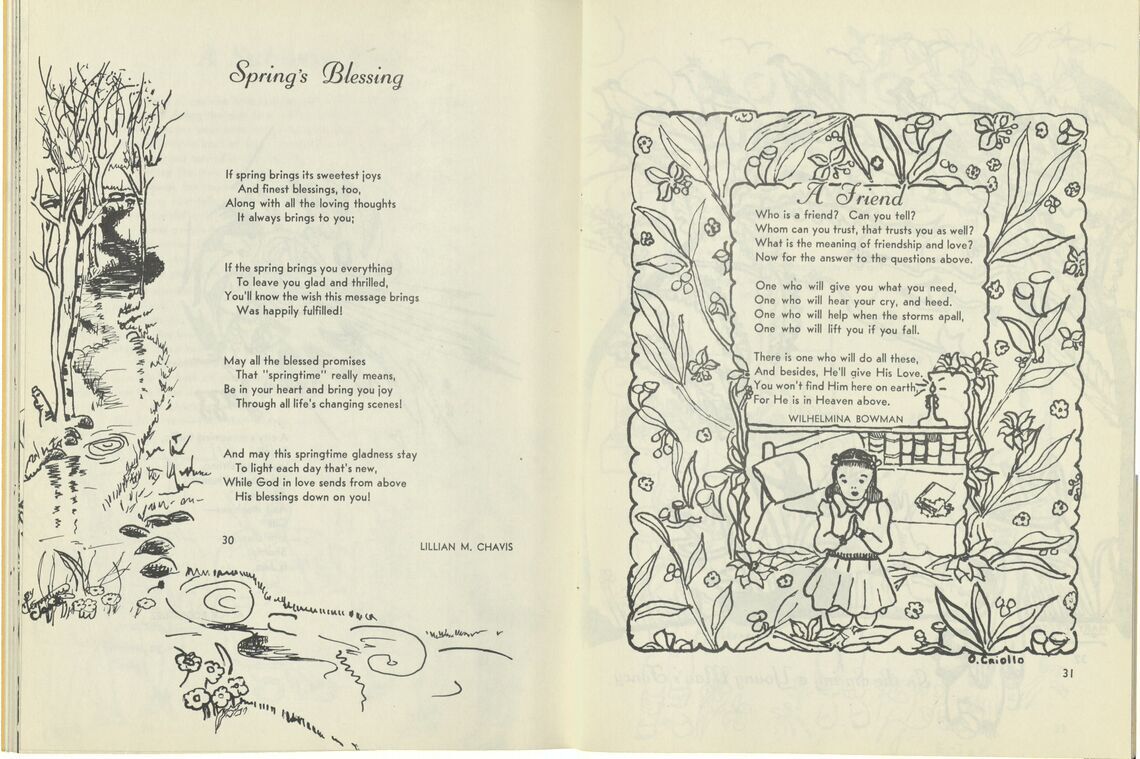 Spring's Blessing
If spring brings its sweetest joys
And finest blessings, too,
Along with all the loving thoughts
It always brings to you;
If the spring brings you everything
To leave you glad and thrilled,
You'll know the wish this message brings
Was happily fulfilled!
May all the blessed promises
That "springtime" really means,
Be in your heart and bring you joy
Through all life's changing scenes!
And may this springtime gladness stay
To light each day that's new,
While God in love sends from above
His blessings down on you!
30
LILLIAN M. CHAVIS
A Friend
Who is a friend? Can you tell?
Whom can you trust, that trusts you as well?
What is the meaning of friendship and love?
Now for the answer to the questions above.
One who will give you what you need,
One who will hear your cry, and heed.
One who will help when the storms apall,
One who will lift you if you fall.
There is one who will do all these,
And besides, He'll give His Love.
You won't find Him here on earth,
For He is in Heaven above.
WILHELMINA BOWMAN
O. Caiollo
31